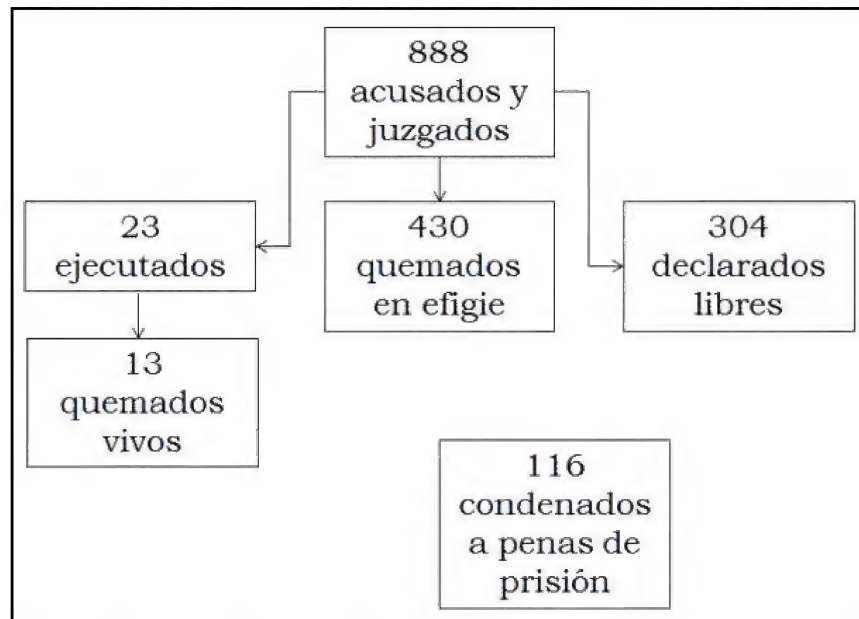 888
acusados y
juzgados
23
ejecutados
430
quemados
en efigie
304
declarados
libres
13
quemados
vivos
116
condenados
a penas de
prisión